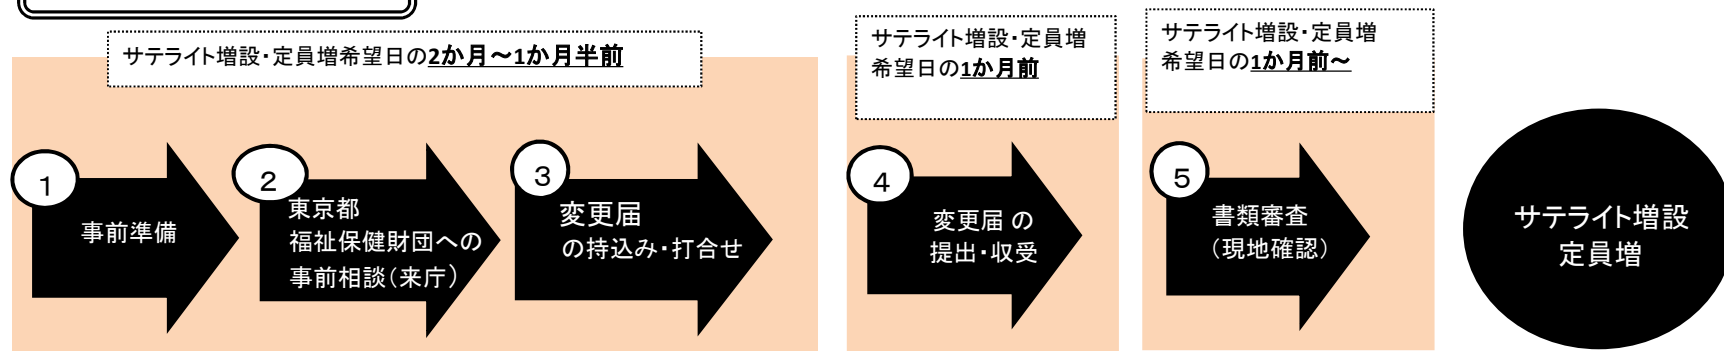 サテライト増設・定員増希望日の2か月～1か月半前
1
事前準備
2
東京都
福祉保健財団への
事前相談（来庁）
3
変更届
の持込み・打合せ
サテライト増設・定員増
希望日の1か月前
4
変更届 の
提出・収受
サテライト増設・定員増
希望日の1か月前～
5
書類審査
（現地確認）
サテライト増設
定員増